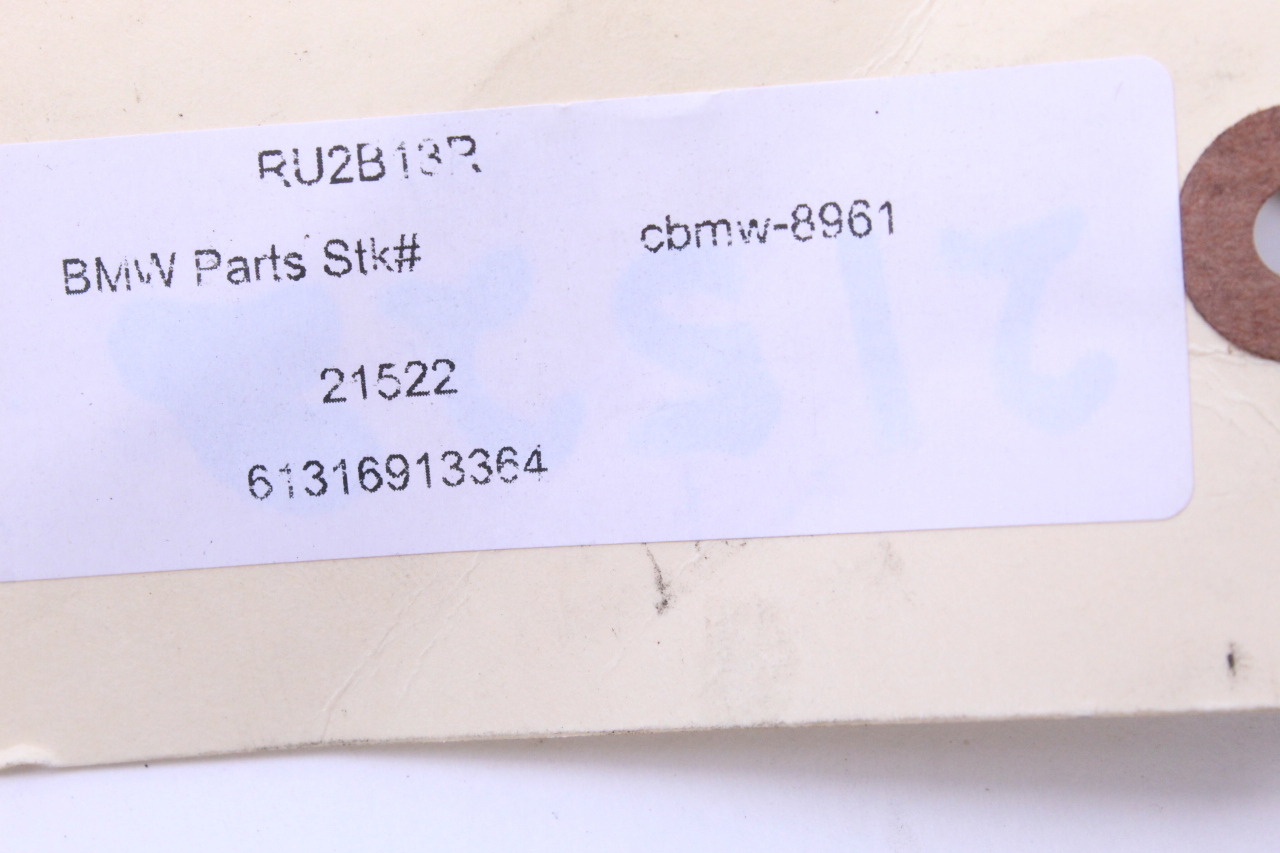 RU2B13R
BMW Parts Stk# cbmw-8961
21522
61316913364